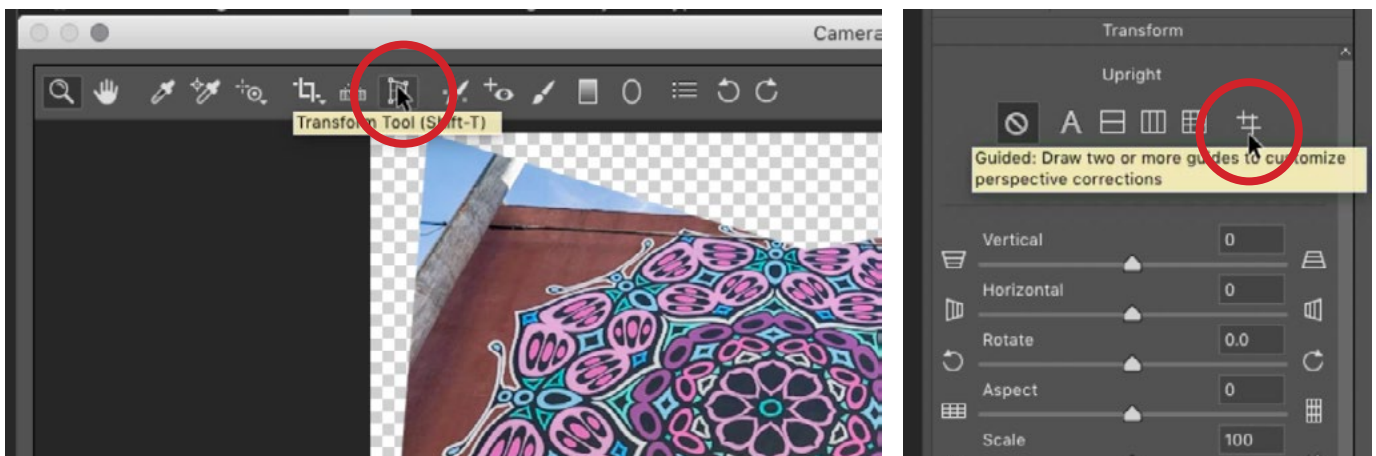 Camera
Transform Tool (Shift-T)
Transform
Upright
A
Guided: Draw two or more guides to customize
perspective corrections
Vertical 0
Horizontal 0
Rotate 0.0
Aspect 0
Scale 100